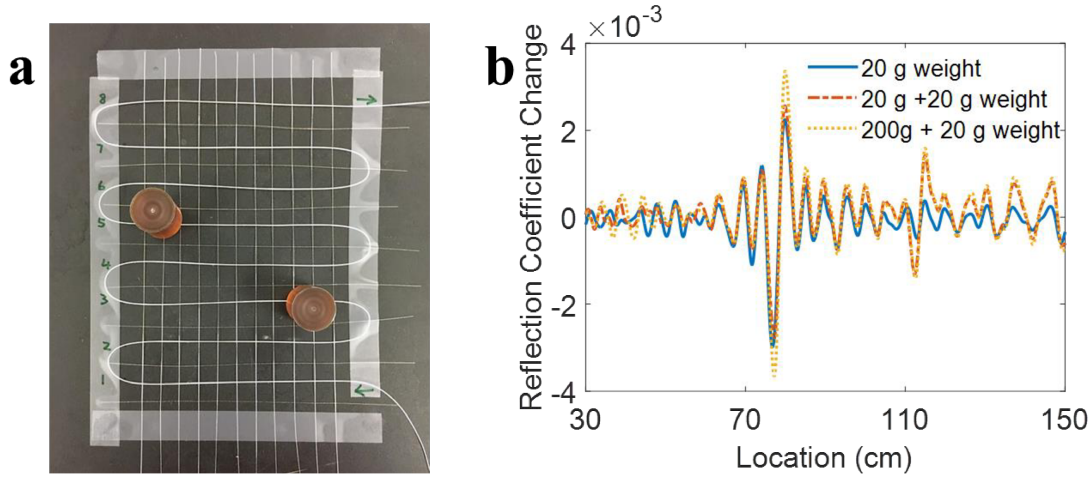 a
8
7
6
5
4
3
2
1
b
×10⁻³
4
2
0
-2
-4
Reflection Coefficient Change
20 g weight
20 g +20 g weight
200g + 20 g weight
30
70
110
150
Location (cm)